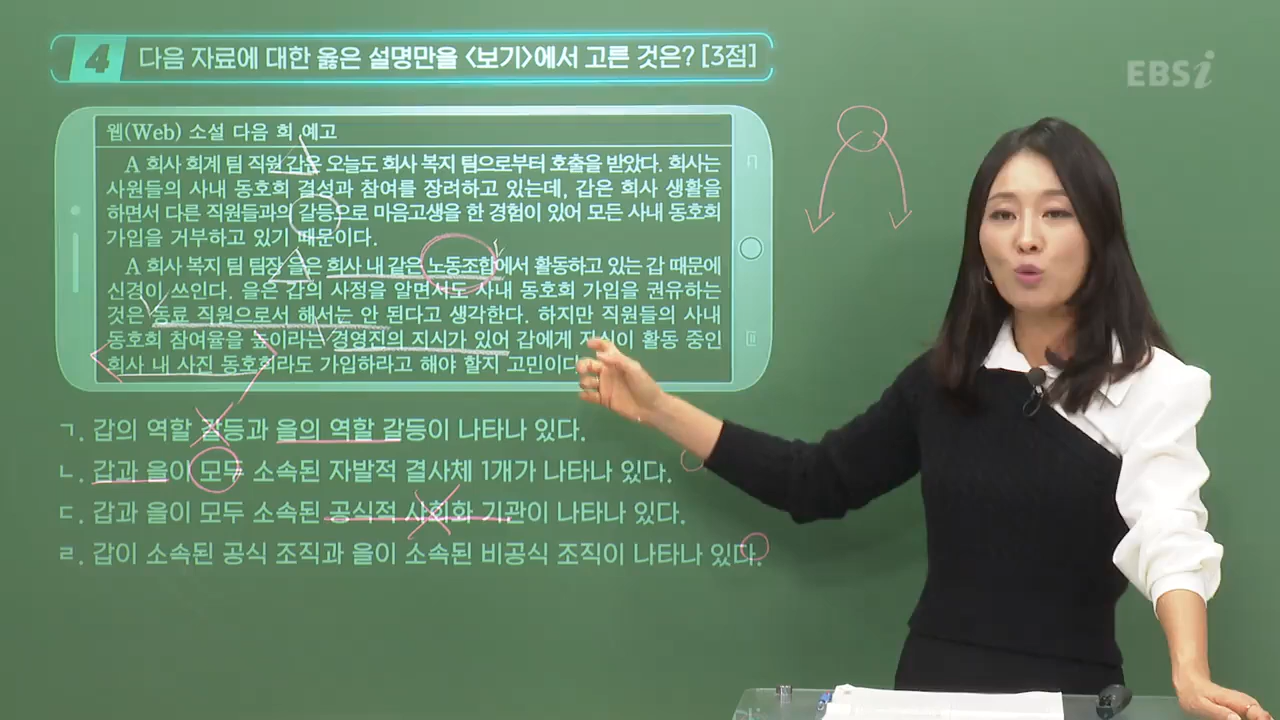 4 다음 자료에 대한 옳은 설명만을 <보기>에서 고른 것은? [3점]
EBSi
웹(Web) 소설 다음 회 예고
A 회사 회계 팀 직원 갑은 오늘도 회사 복지 팀으로부터 호출을 받았다. 회사는
사원들의 사내 동호회 결성과 참여를 장려하고 있는데, 갑은 회사 생활을
하면서 다른 직원들과의 갈등으로 마음고생을 한 경험이 있어 모든 사내 동호회
가입을 거부하고 있기 때문이다.
A 회사 복지 팀 팀장 을은 회사 내 같은 노동조합에서 활동하고 있는 갑 때문에
신경이 쓰인다. 을은 갑의 사정을 알면서도 사내 동호회 가입을 권유하는
것은 동료 직원으로서 해서는 안 된다고 생각한다. 하지만 직원들의 사내
동호회 참여율을 높이라는 경영진의 지시가 있어 갑에게 자신이 활동 중인
회사 내 사진 동호회라도 가입하라고 해야 할지 고민이다
ㄱ. 갑의 역할 갈등과 을의 역할 갈등이 나타나 있다.
ㄴ. 갑과 을이 모두 소속된 자발적 결사체 1개가 나타나 있다.
ㄷ. 갑과 을이 모두 소속된 공식적 사회화 기관이 나타나 있다.
ㄹ. 갑이 소속된 공식 조직과 을이 소속된 비공식 조직이 나타나 있다.